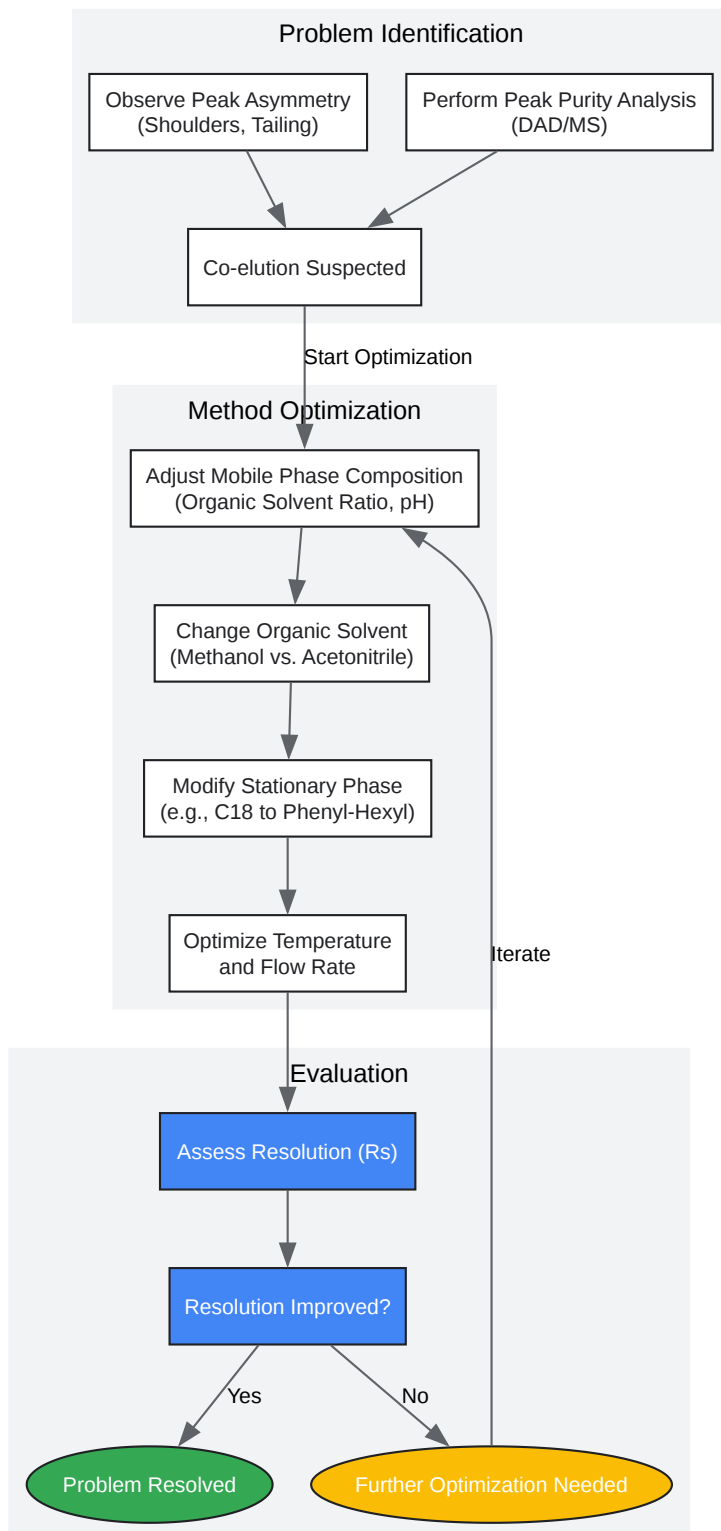 Problem Identification
Observe Peak Asymmetry
(Shoulders, Tailing)
Perform Peak Purity Analysis
(DAD/MS)
Co-elution Suspected
Start Optimization
Method Optimization
Adjust Mobile Phase Composition
(Organic Solvent Ratio, pH)
Change Organic Solvent
(Methanol vs. Acetonitrile)
Modify Stationary Phase
(e.g., C18 to Phenyl-Hexyl)
Optimize Temperature
and Flow Rate
Iterate
Evaluation
Assess Resolution (Rs)
Resolution Improved?
Yes
No
Problem Resolved
Further Optimization Needed